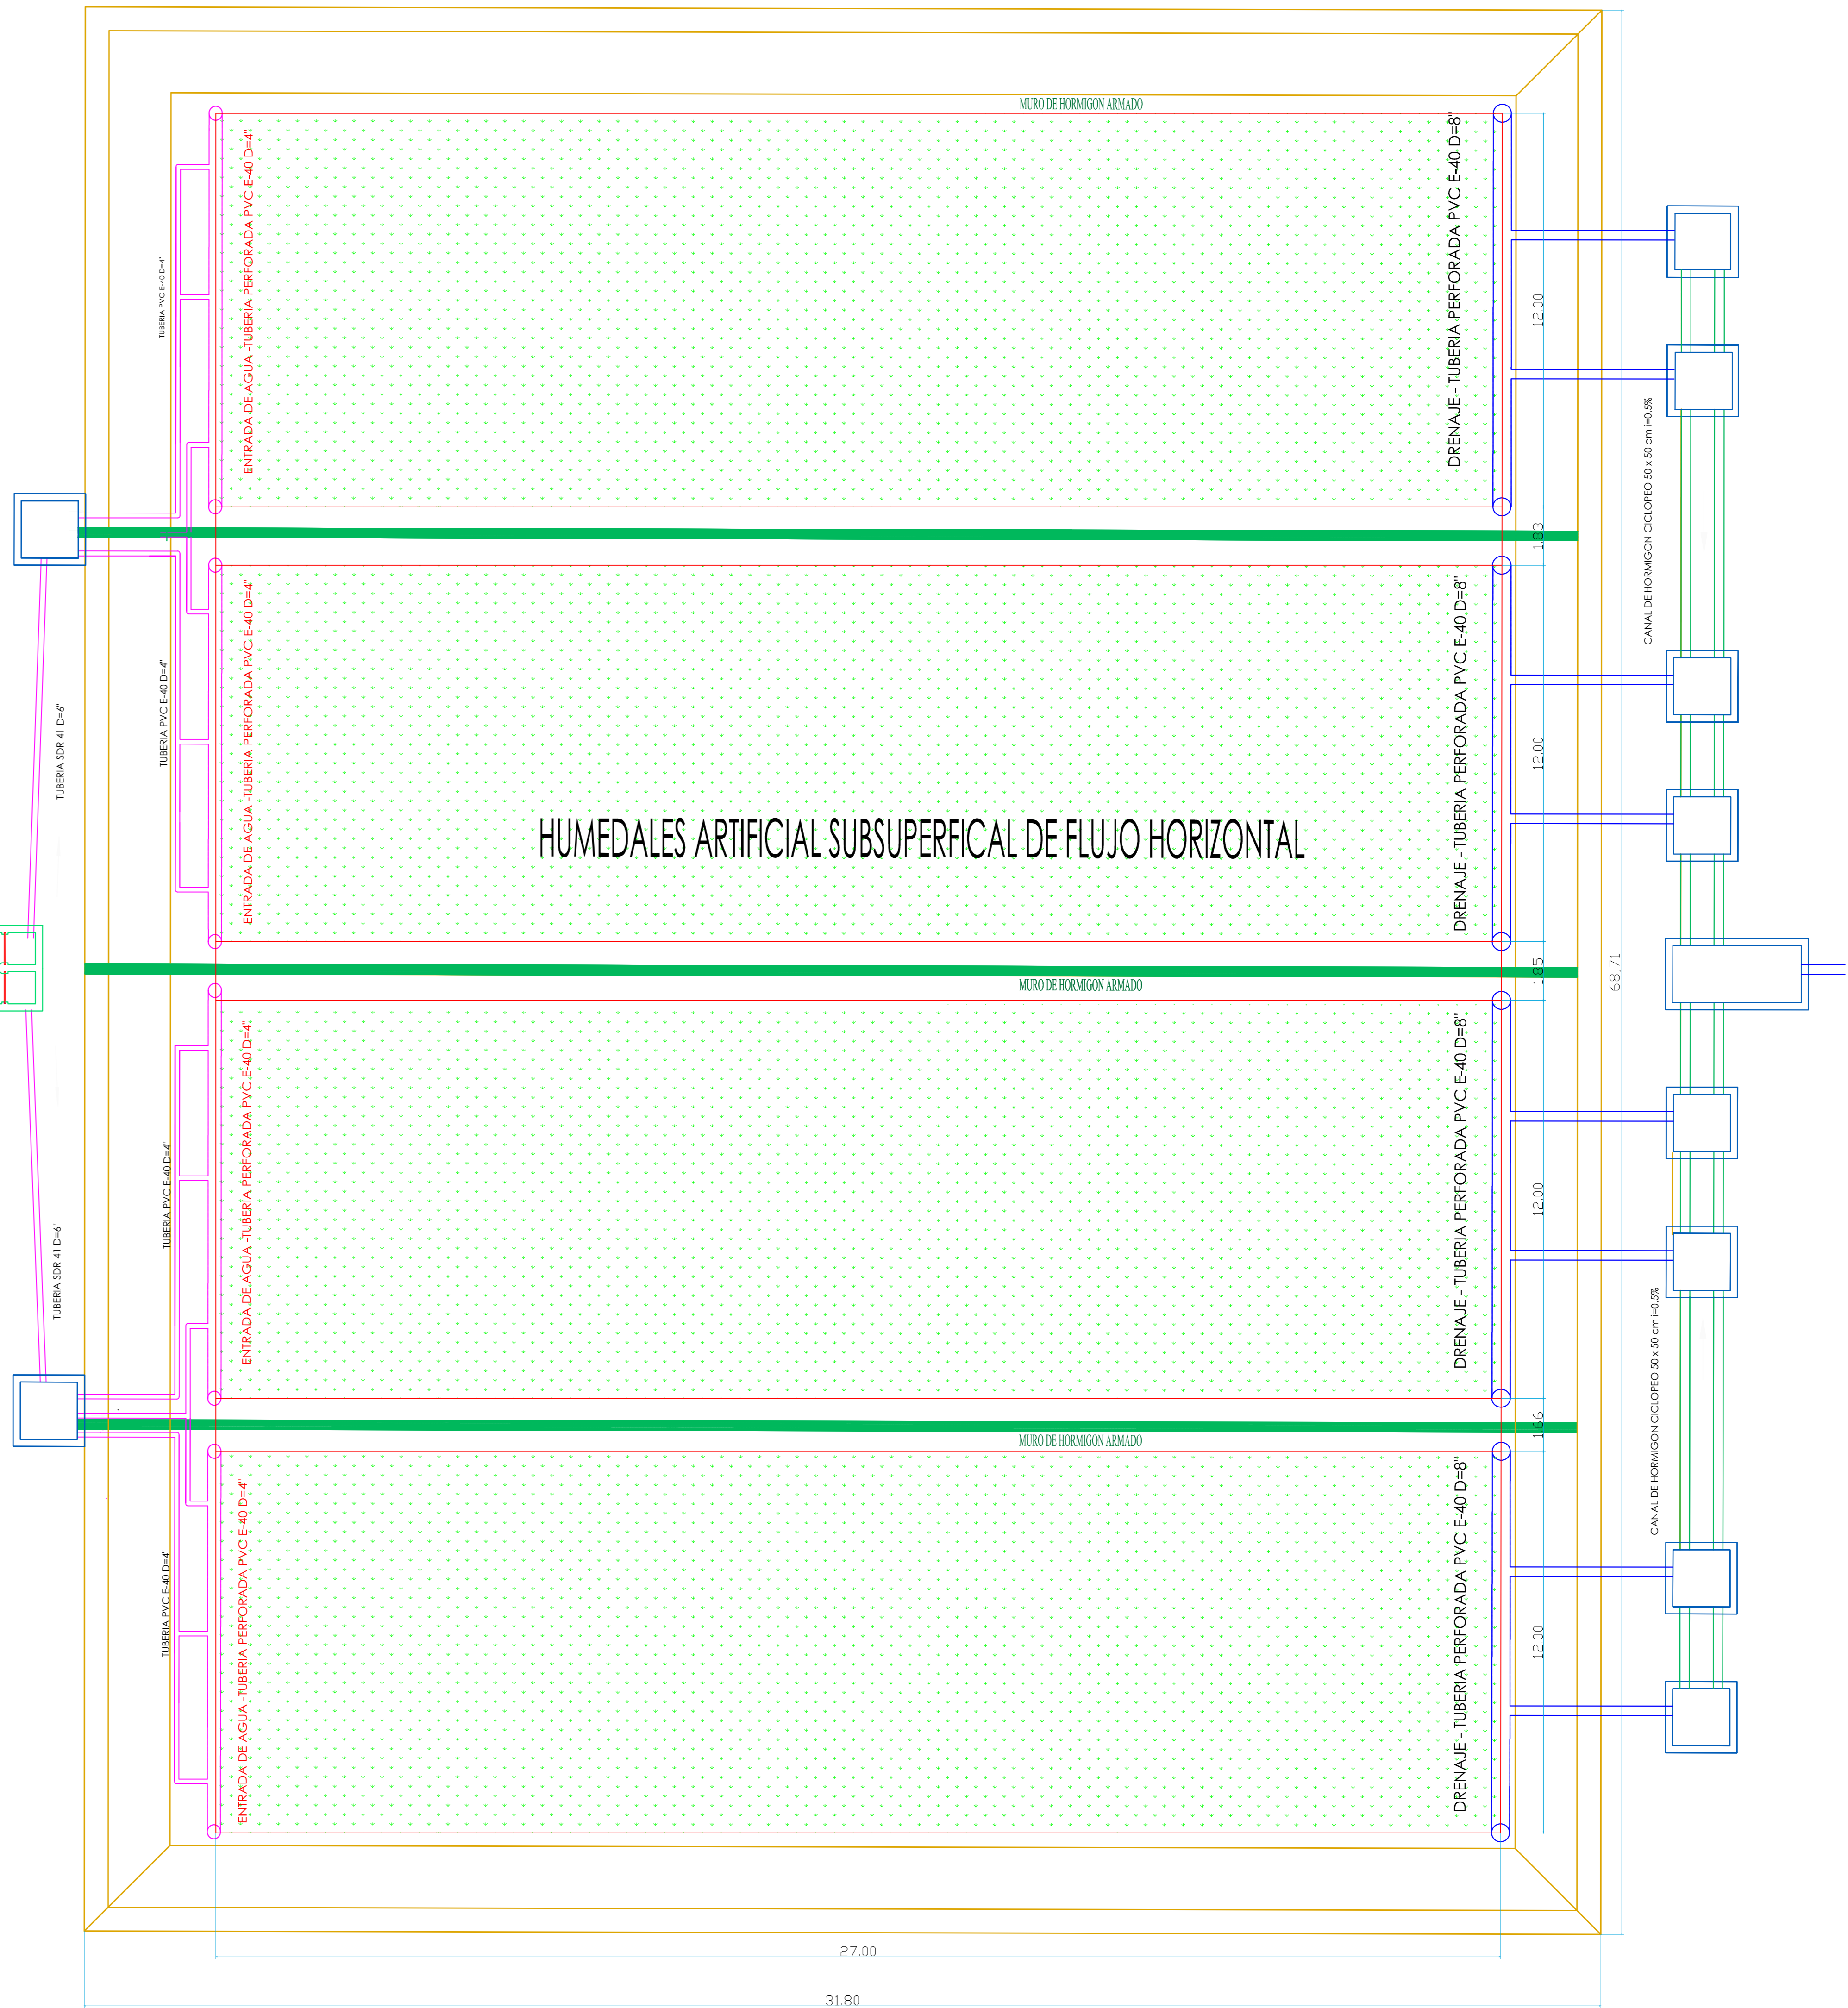 MURO DE HORMIGON ARMADO
ENTRADA DE AGUA -TUBERIA PERFORADA PVC E-40 D=4"
DRENAJE - TUBERIA PERFORADA PVC E-40 D=8"
TUBERIA PVC E-40 D=4"
12.00
CANAL DE HORMIGON CICLOPEO 50 x 50 cm i=0.5%
1.83
ENTRADA DE AGUA -TUBERIA PERFORADA PVC E-40 D=4"
DRENAJE - TUBERIA PERFORADA PVC E-40 D=8"
TUBERIA PVC E-40 D=4"
TUBERIA SDR 41 D=6"
12.00
HUMEDALES ARTIFICIAL SUBSUPERFICAL DE FLUJO HORIZONTAL
1.85
68,71
MURO DE HORMIGON ARMADO
ENTRADA DE AGUA -TUBERIA PERFORADA PVC E-40 D=4"
DRENAJE - TUBERIA PERFORADA PVC E-40 D=8"
TUBERIA PVC E-40 D=4"
TUBERIA SDR 41 D=6"
12.00
CANAL DE HORMIGON CICLOPEO 50 x 50 cm i=0.5%
1.66
MURO DE HORMIGON ARMADO
ENTRADA DE AGUA -TUBERIA PERFORADA PVC E-40 D=4"
DRENAJE - TUBERIA PERFORADA PVC E-40 D=8"
TUBERIA PVC E-40 D=4"
12.00
27.00
31.80